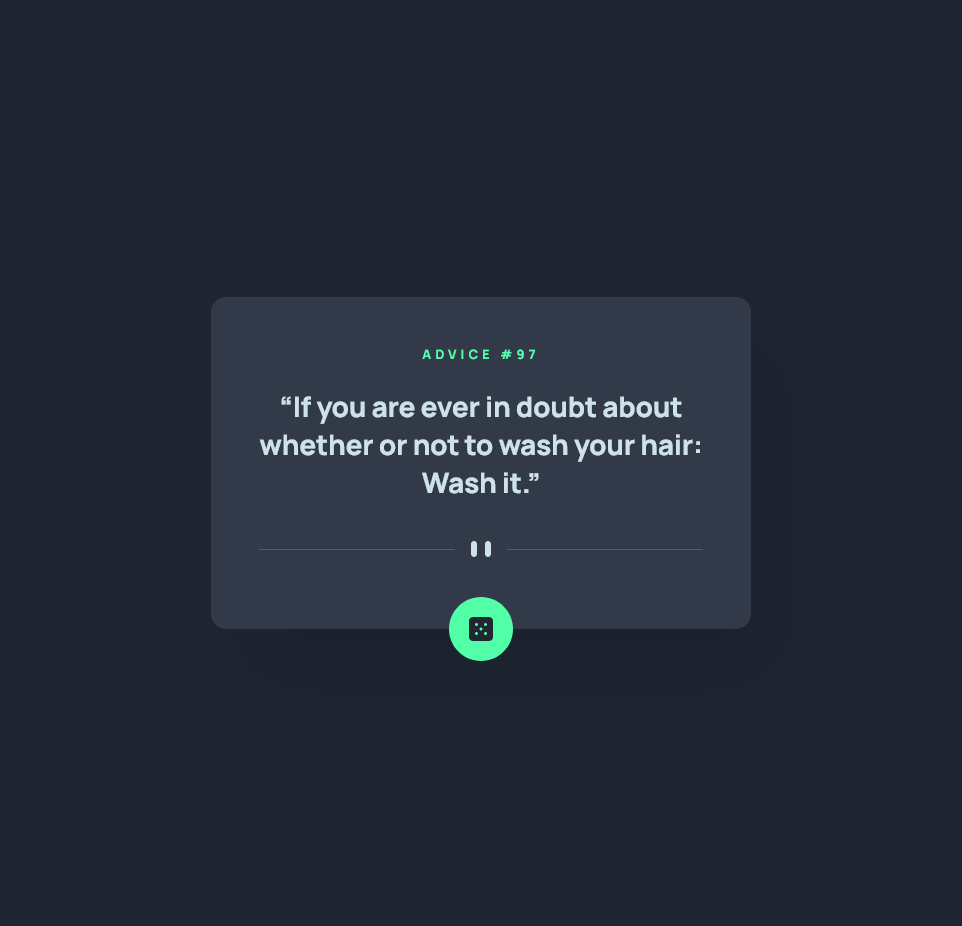 ADVICE #97
“If you are ever in doubt about
whether or not to wash your hair:
Wash it.”